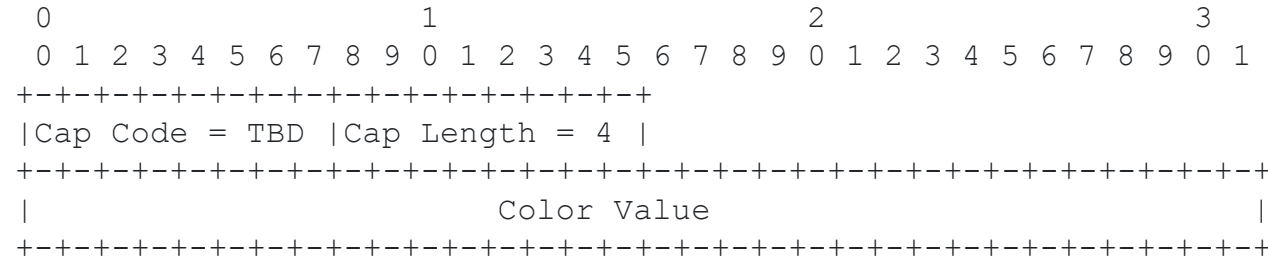 0                   1                   2                   3
 0 1 2 3 4 5 6 7 8 9 0 1 2 3 4 5 6 7 8 9 0 1 2 3 4 5 6 7 8 9 0 1
+-+-+-+-+-+-+-+-+-+-+-+-+-+-+-+-+
|Cap Code = TBD |Cap Length = 4 |
+-+-+-+-+-+-+-+-+-+-+-+-+-+-+-+-+-+-+-+-+-+-+-+-+-+-+-+-+-+-+-+-+
|                        Color Value                            |
+-+-+-+-+-+-+-+-+-+-+-+-+-+-+-+-+-+-+-+-+-+-+-+-+-+-+-+-+-+-+-+-+